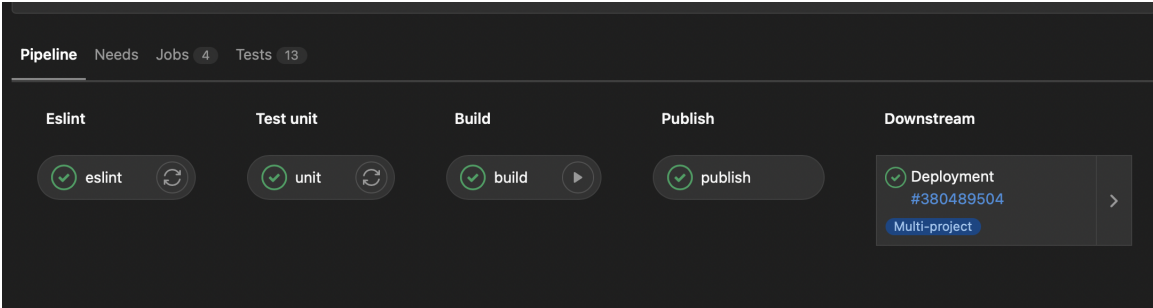 Pipeline Needs Jobs 4 Tests 13
Eslint Test unit Build Publish Downstream
eslint unit build publish Deployment
#380489504
Multi-project